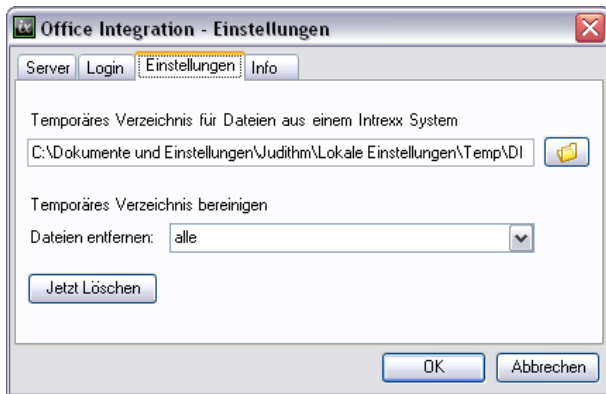 Office Integration - Einstellungen
Server Login Einstellungen Info
Temporäres Verzeichnis für Dateien aus einem Intrexx System
C:\Dokumente und Einstellungen\Judithm\Lokale Einstellungen\Temp\DI
Temporäres Verzeichnis bereinigen
Dateien entfernen: alle
Jetzt Löschen
OK Abbrechen